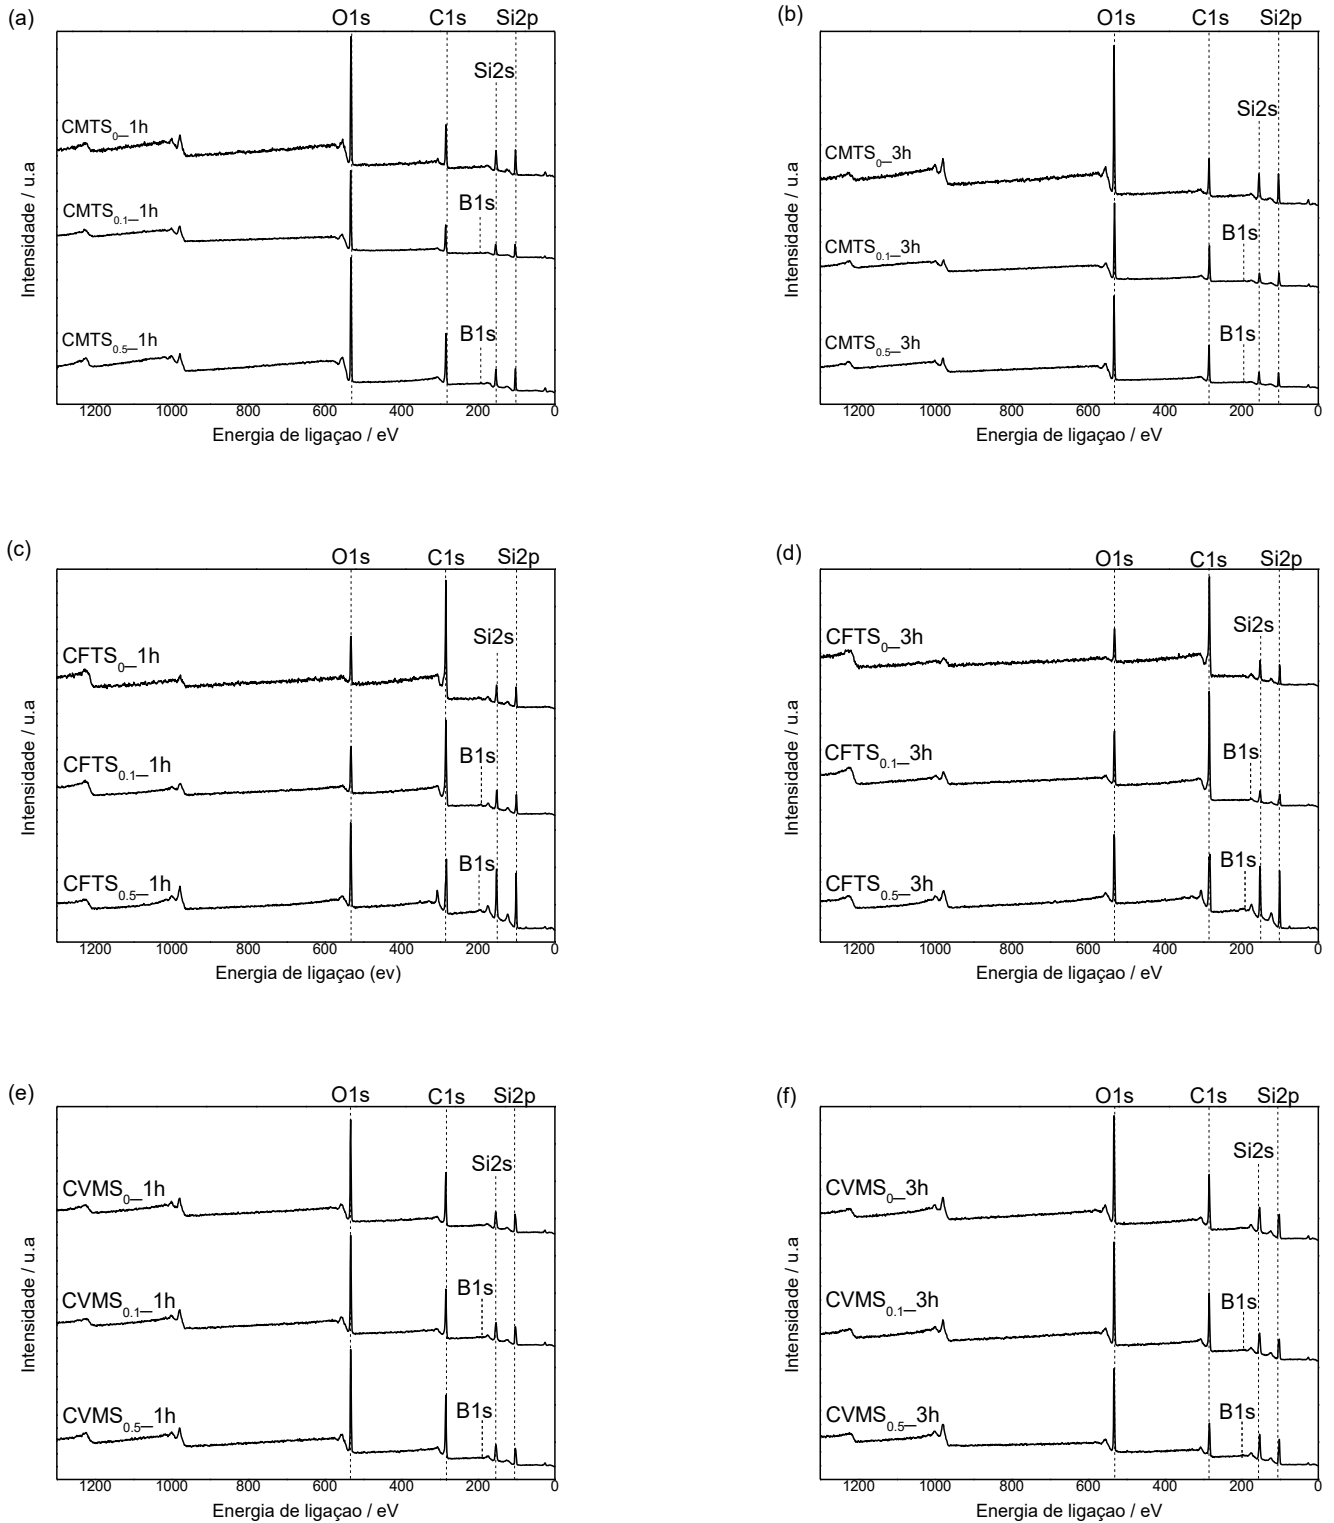 (a)
O1s C1s Si2p
Si2s
CMTS0_1h
B1s
CMTS0.1_1h
B1s
CMTS0.5_1h
Intensidade / u.a
1200 1000 800 600 400 200 0
Energia de ligaçao / eV
(b)
O1s C1s Si2p
Si2s
CMTS0_3h
B1s
CMTS0.1_3h
B1s
CMTS0.5_3h
Intensidade / u.a
1200 1000 800 600 400 200 0
Energia de ligaçao / eV
(c)
O1s C1s Si2p
Si2s
CFTS0_1h
B1s
CFTS0.1_1h
B1s
CFTS0.5_1h
Intensidade / u.a
1200 1000 800 600 400 200 0
Energia de ligaçao (ev)
(d)
O1s C1s Si2p
Si2s
CFTS0_3h
B1s
CFTS0.1_3h
B1s
CFTS0.5_3h
Intensidade / u.a
1200 1000 800 600 400 200 0
Energia de ligaçao / eV
(e)
O1s C1s Si2p
Si2s
CVMS0_1h
B1s
CVMS0.1_1h
B1s
CVMS0.5_1h
Intensidade / u.a
1200 1000 800 600 400 200 0
Energia de ligaçao / eV
(f)
O1s C1s Si2p
Si2s
CVMS0_3h
B1s
CVMS0.1_3h
B1s
CVMS0.5_3h
Intensidade / u.a
1200 1000 800 600 400 200 0
Energia de ligaçao / eV